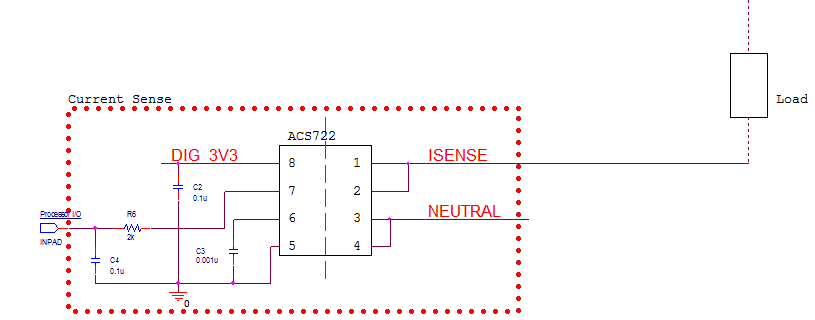 Load
Current Sense
ACS722
DIG 3V3
8
1
ISENSE
C2
0.1u
7
2
Processor I/O
R6
2k
6
3
NEUTRAL
INPAD
C3
0.001u
5
4
C4
0.1u
0